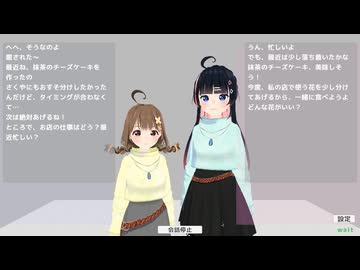 へへ、そうなのよ
照された～
最近ね、抹茶のチーズケーキを
作ったの
さくやにもおすそ分けしたかった
んだけど、タイミングが合わなく
て…
次は絶対あげるね！
ところで、お店の仕事はどう？最
近忙しい？
うん、忙しいよ
でも、最近は少し落ち着いたかな
抹茶のチーズケーキ、美味しそ
う！
今度、私の店で使う花を少し分け
てあげるから、一緒に食べようよ
どんな花がいい？
会話停止
設定
wait